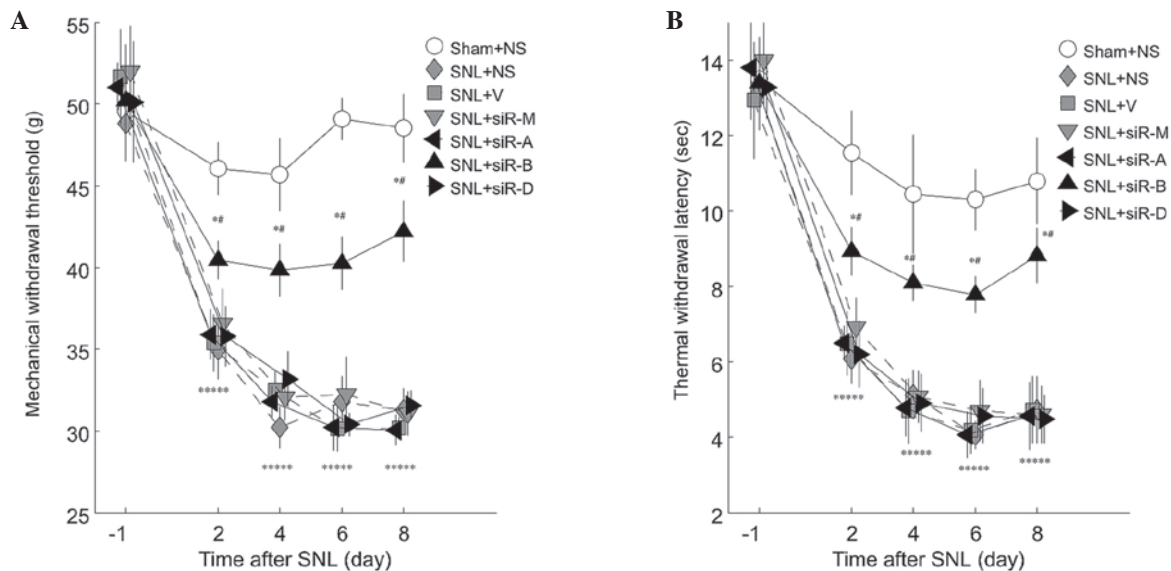 A
Mechanical withdrawal threshold (g)
55
50
45
40
35
30
25
-1
2
4
6
8
Time after SNL (day)
Sham+NS
SNL+NS
SNL+V
SNL+siR-M
SNL+siR-A
SNL+siR-B
SNL+siR-D
*#
*#
*#
*#
*****
*****
*****
*****
B
Thermal withdrawal latency (sec)
14
12
10
8
6
4
2
-1
2
4
6
8
Time after SNL (day)
Sham+NS
SNL+NS
SNL+V
SNL+siR-M
SNL+siR-A
SNL+siR-B
SNL+siR-D
*#
*#
*#
*#
*****
*****
*****
*****